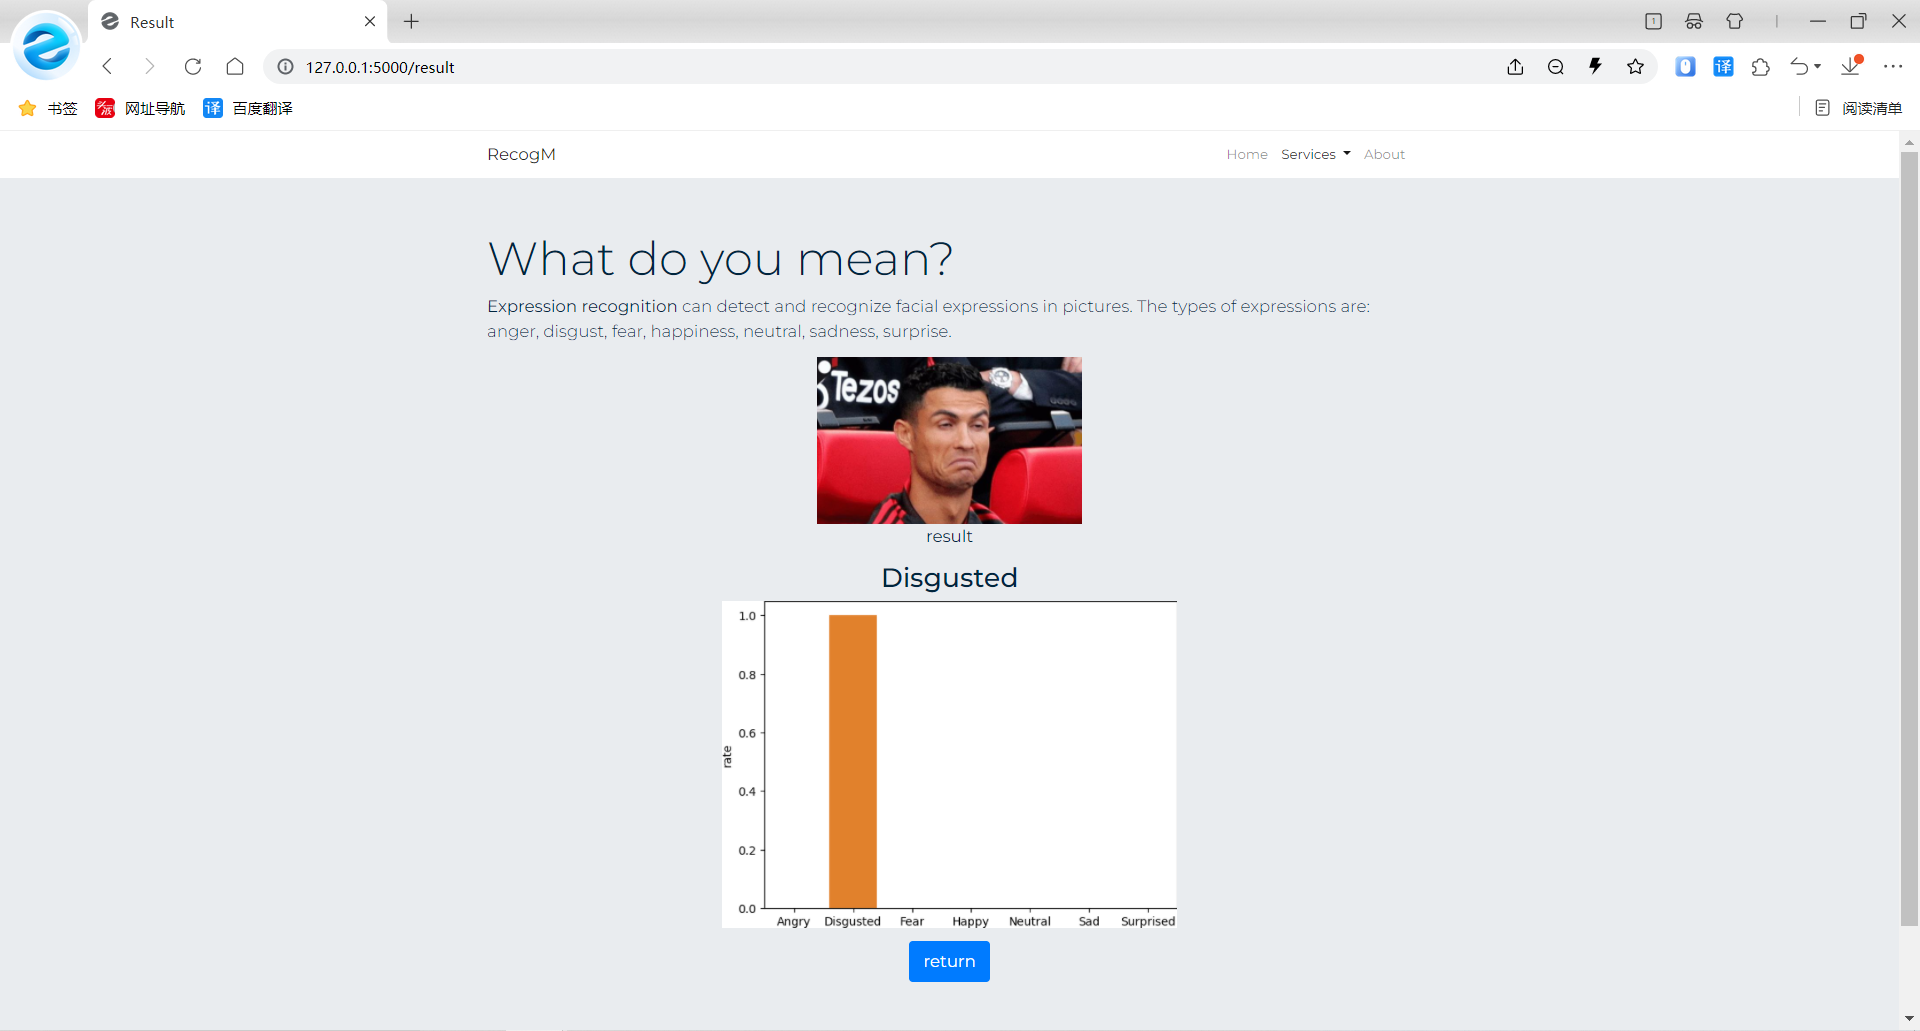 Result
127.0.0.1:5000/result
书签
网址导航
译
百度翻译
译
阅读清单
RecogM
Home Services About
What do you mean?
Expression recognition can detect and recognize facial expressions in pictures. The types of expressions are:
anger, disgust, fear, happiness, neutral, sadness, surprise.
Tezos
result
Disgusted
1.0
0.8
0.6
0.4
0.2
0.0
rate
Angry Disgusted Fear Happy Neutral Sad Surprised
return